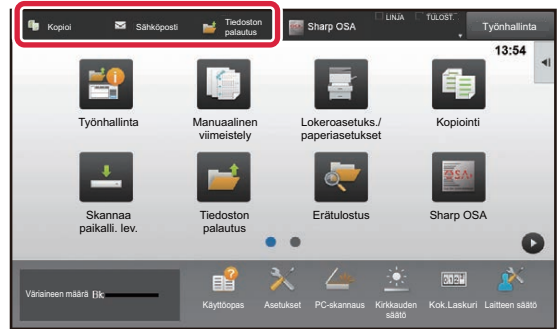 Kopioi
Sähköposti
Tiedoston
palautus
Sharp OSA
LINJA
TULOST.
Työnhallinta
13:54
Työnhallinta
Manuaalinen
viimeistely
Lokeroasetuks./
paperiasetukset
Kopiointi
Skannaa
paikalli. lev.
Tiedoston
palautus
Erätulostus
OSA
Sharp OSA
Väriaineen määrä Bk
Käyttöopas
Asetukset
PC-skannaus
Kirkkauden
säätö
Kok.Laskuri
Laitteen säätö